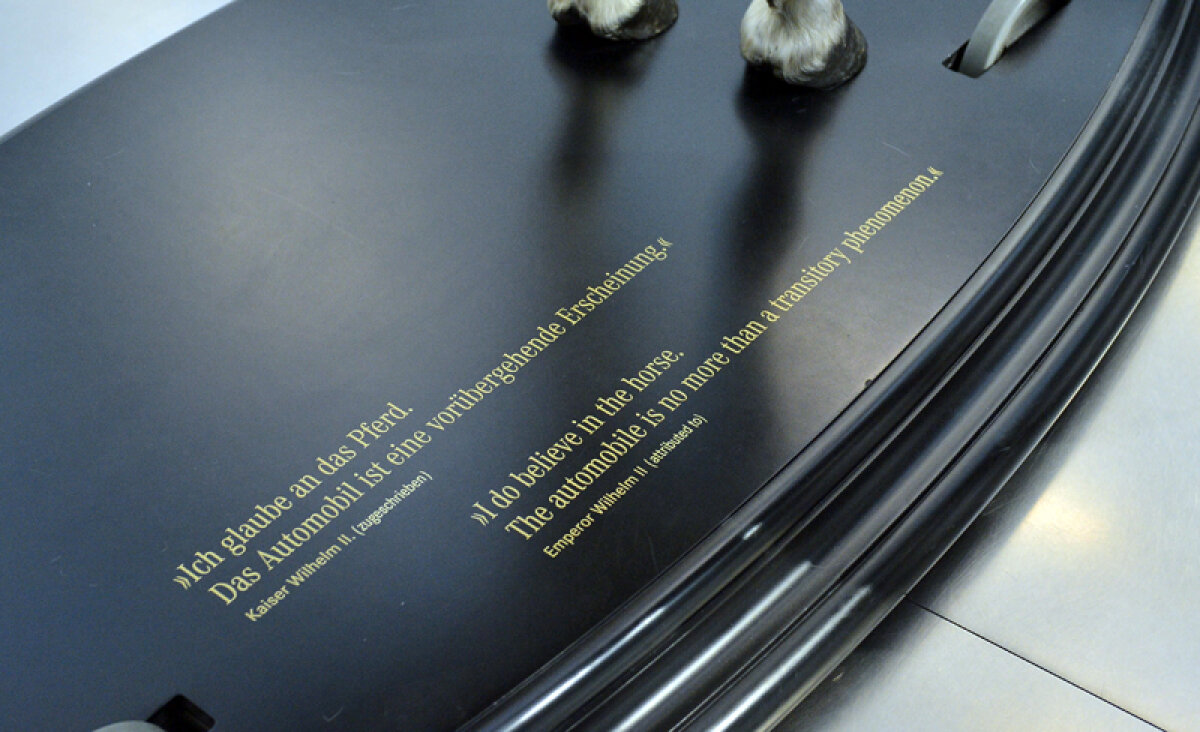 »Ich glaube an das Pferd.
Das Automobil ist eine vorübergehende Erscheinung.«
Kaiser Wilhelm II. (zugeschrieben)
»I do believe in the horse.
The automobile is no more than a transitory phenomenon.«
Emperor Wilhelm II (attributed to)